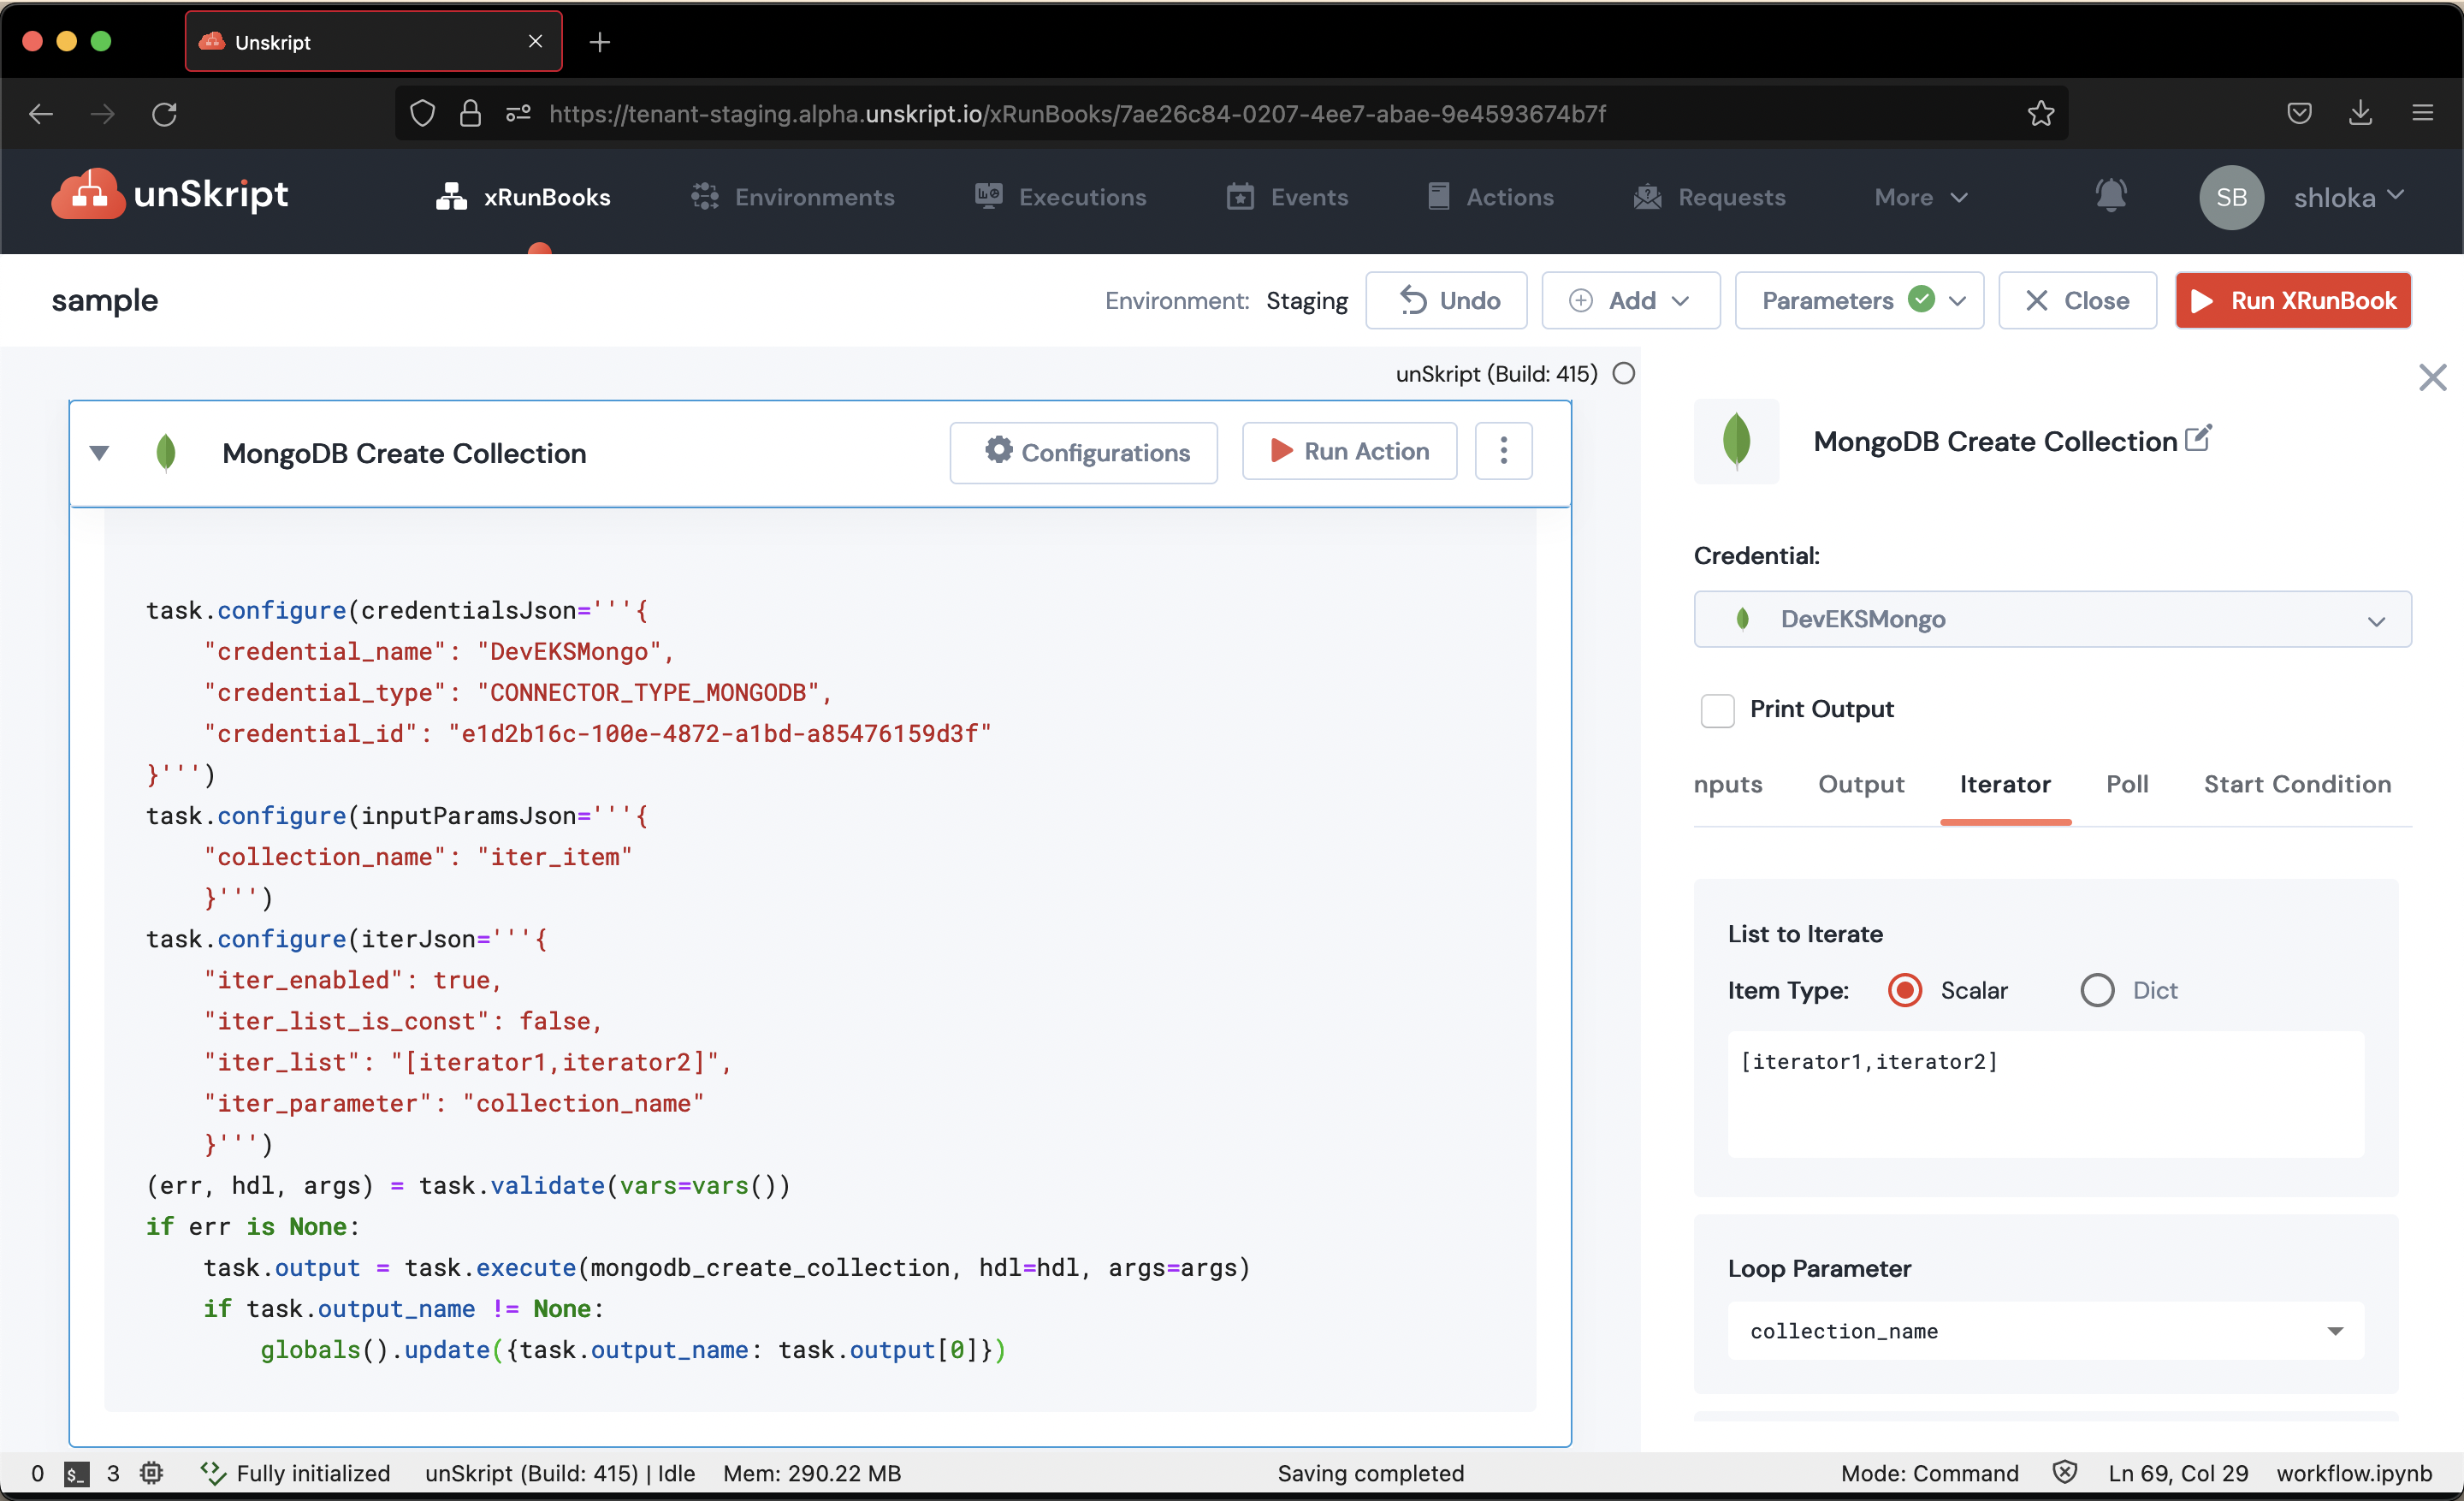 Unskript
https://tenant-staging.alpha.unskript.io/xRunBooks/7ae26c84-0207-4ee7-abae-9e4593674b7f
unSkript
xRunBooks
Environments
Executions
Events
Actions
Requests
More
SB
shloka
sample
Environment: Staging
Undo
Add
Parameters
Close
Run XRunBook
unSkript (Build: 415)
MongoDB Create Collection
Configurations
Run Action
task.configure(credentialsJson='''{
    "credential_name": "DevEKSMongo",
    "credential_type": "CONNECTOR_TYPE_MONGODB",
    "credential_id": "e1d2b16c-100e-4872-a1bd-a85476159d3f"
}''')
task.configure(inputParamsJson='''{
    "collection_name": "iter_item"
    }''')
task.configure(iterJson='''{
    "iter_enabled": true,
    "iter_list_is_const": false,
    "iter_list": "[iterator1,iterator2]",
    "iter_parameter": "collection_name"
    }''')
(err, hdl, args) = task.validate(vars=vars())
if err is None:
    task.output = task.execute(mongodb_create_collection, hdl=hdl, args=args)
    if task.output_name != None:
        globals().update({task.output_name: task.output[0]})
MongoDB Create Collection
Credential:
DevEKSMongo
Print Output
nputs
Output
Iterator
Poll
Start Condition
List to Iterate
Item Type:
Scalar
Dict
[iterator1,iterator2]
Loop Parameter
collection_name
0
$_
3
Fully initialized
unSkript (Build: 415) | Idle
Mem: 290.22 MB
Saving completed
Mode: Command
Ln 69, Col 29
workflow.ipynb